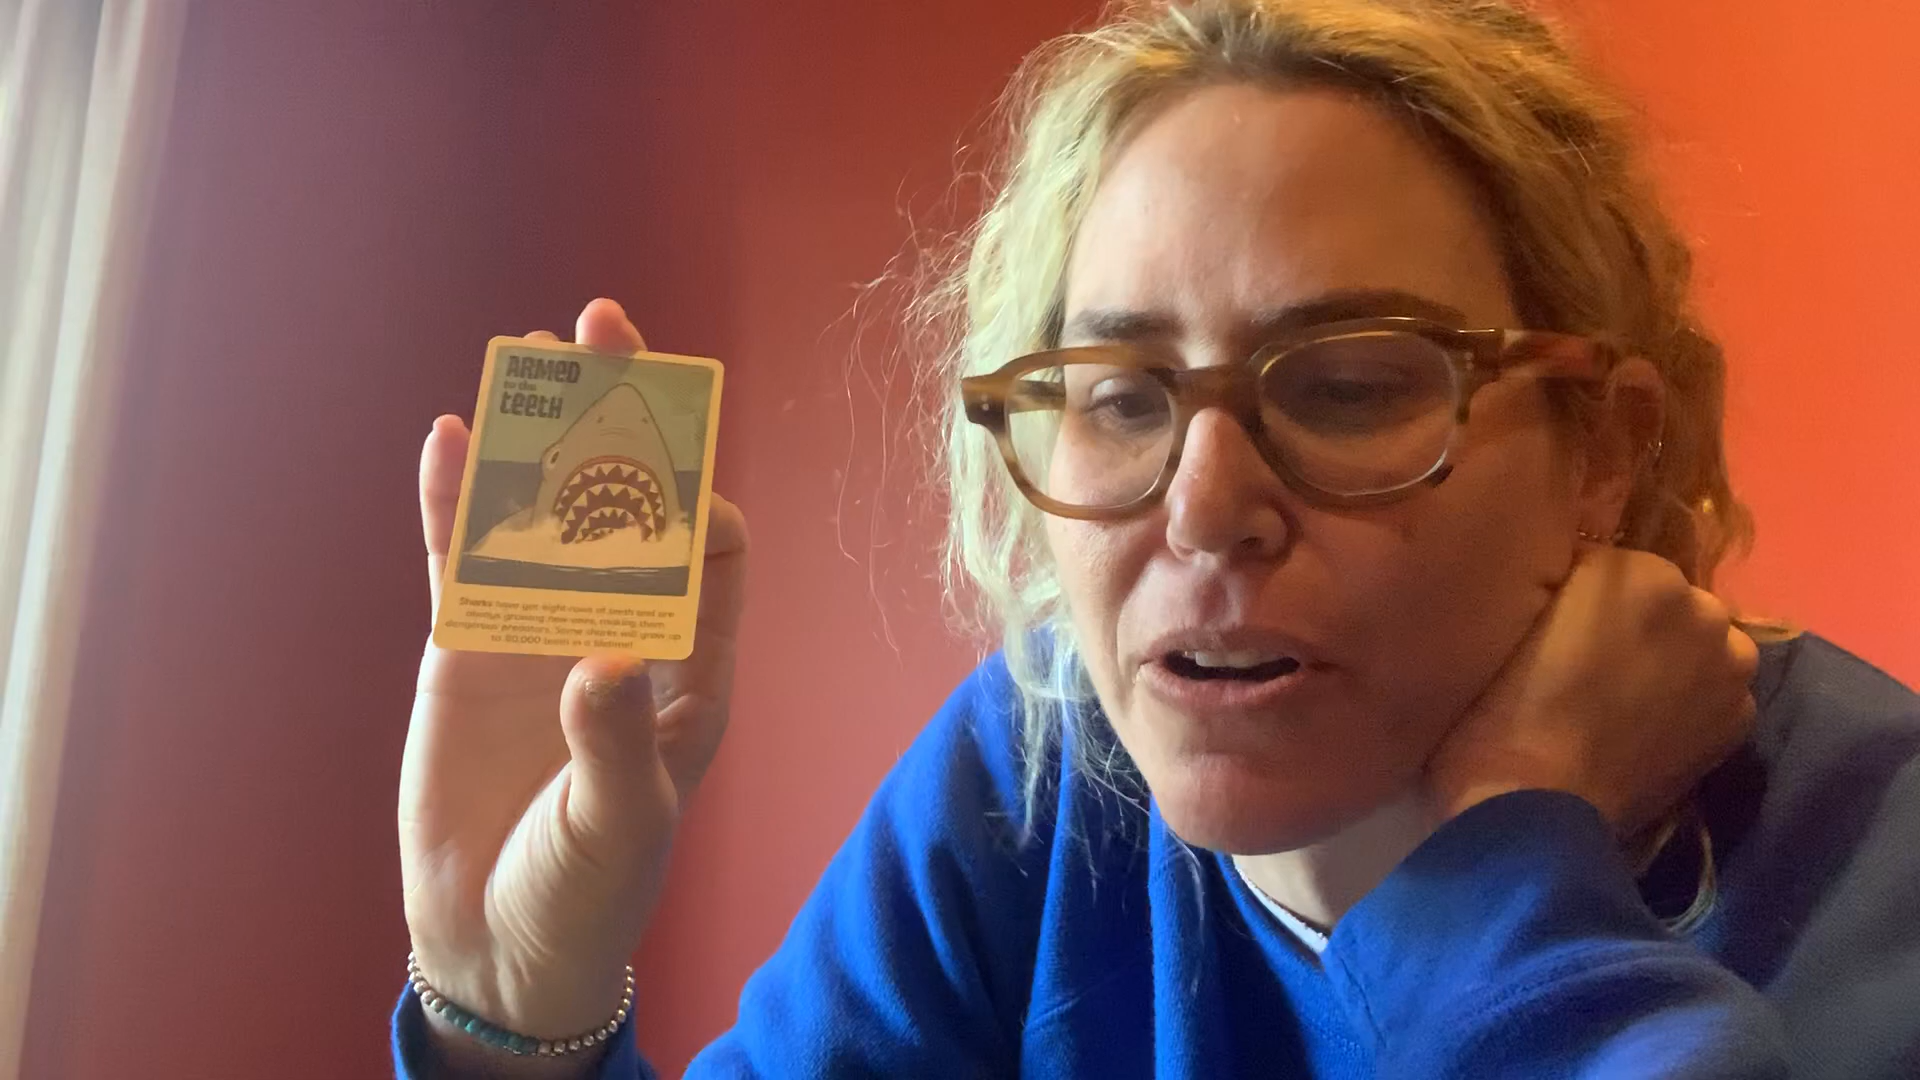 ARMED
to the
teeth
Sharks have got eight rows of teeth and are
always growing new ones, making them
dangerous predators. Some sharks will grow up
to 20,000 teeth in a lifetime!